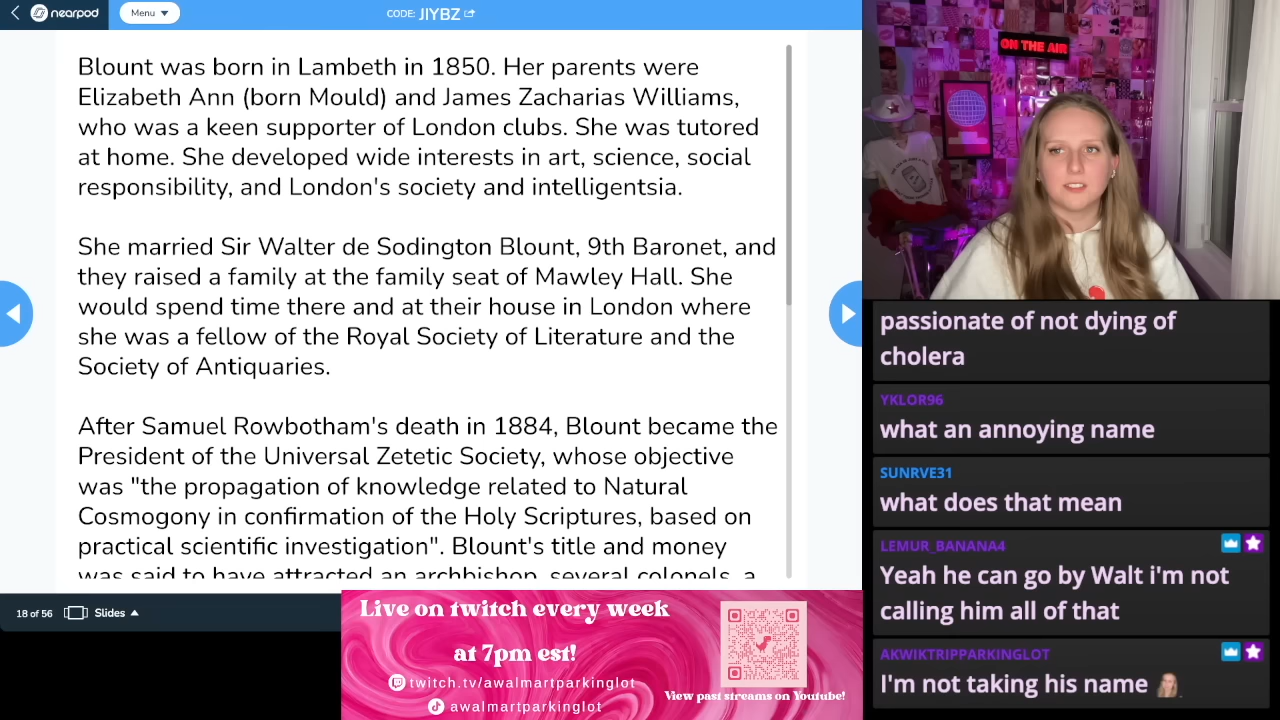 nearpod
Menu
CODE: JIYBZ
ON THE AIR
Blount was born in Lambeth in 1850. Her parents were
Elizabeth Ann (born Mould) and James Zacharias Williams,
who was a keen supporter of London clubs. She was tutored
at home. She developed wide interests in art, science, social
responsibility, and London's society and intelligentsia.
She married Sir Walter de Sodington Blount, 9th Baronet, and
they raised a family at the family seat of Mawley Hall. She
would spend time there and at their house in London where
she was a fellow of the Royal Society of Literature and the
Society of Antiquaries.
After Samuel Rowbotham's death in 1884, Blount became the
President of the Universal Zetetic Society, whose objective
was "the propagation of knowledge related to Natural
Cosmogony in confirmation of the Holy Scriptures, based on
practical scientific investigation". Blount's title and money
was said to have attracted an archbishop, several colonels, a
18 of 56
Slides
passionate of not dying of
cholera
YKLOR96
what an annoying name
SUNRVE31
what does that mean
LEMUR_BANANA4
Yeah he can go by Walt i'm not
calling him all of that
AKWIKTRIPPARKINGLOT
I'm not taking his name
Live on twitch every week
at 7pm est!
twitch.tv/awalmartparkinglot
awalmartparkinglot
View past streams on Youtube!